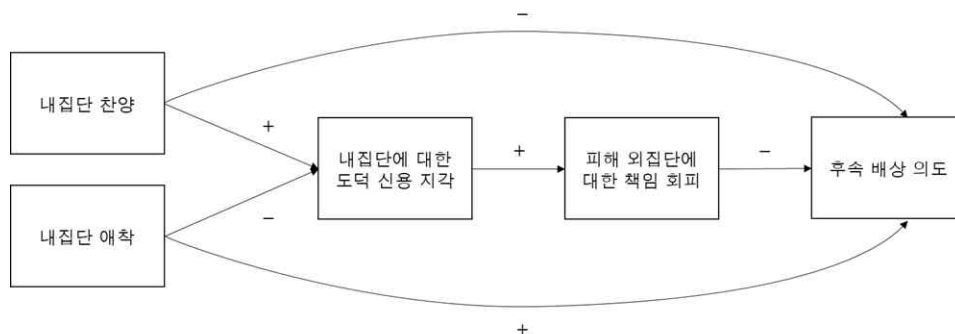 −
내집단 찬양
+
내집단에 대한
도덕 신용 지각
+
피해 외집단에
대한 책임 회피
−
후속 배상 의도
−
내집단 애착
+